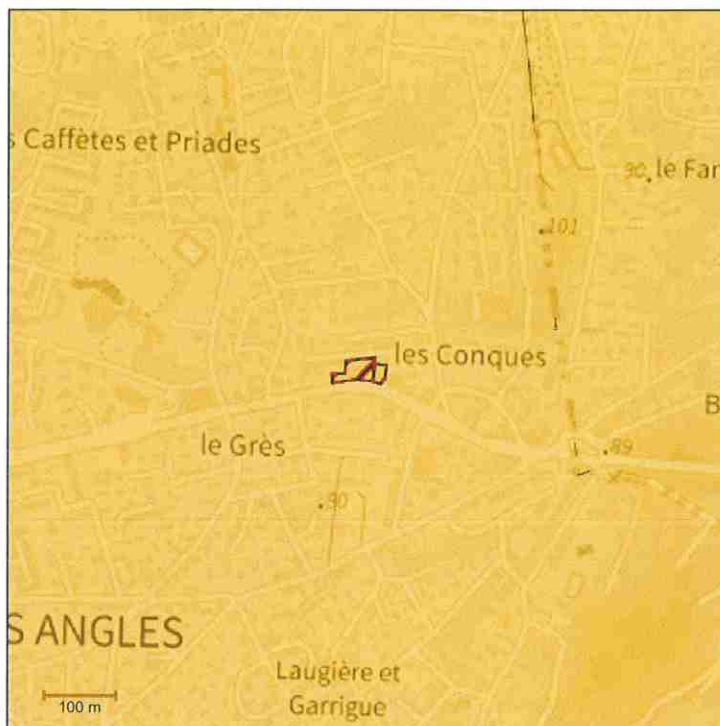 s Caffètes et Priades
90
le Far
101
les Conques
B
le Grès
89
90
S ANGLES
Laugière et
Garrigue
100 m